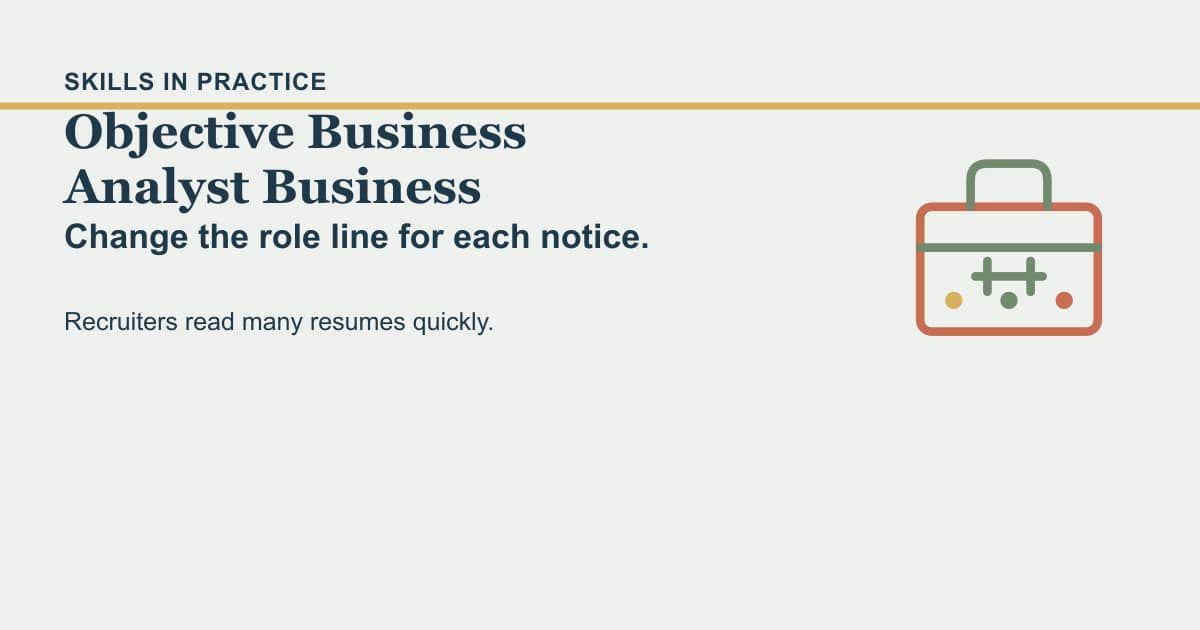 SKILLS IN PRACTICE
Objective Business
Analyst Business
Change the role line for each notice.
Recruiters read many resumes quickly.